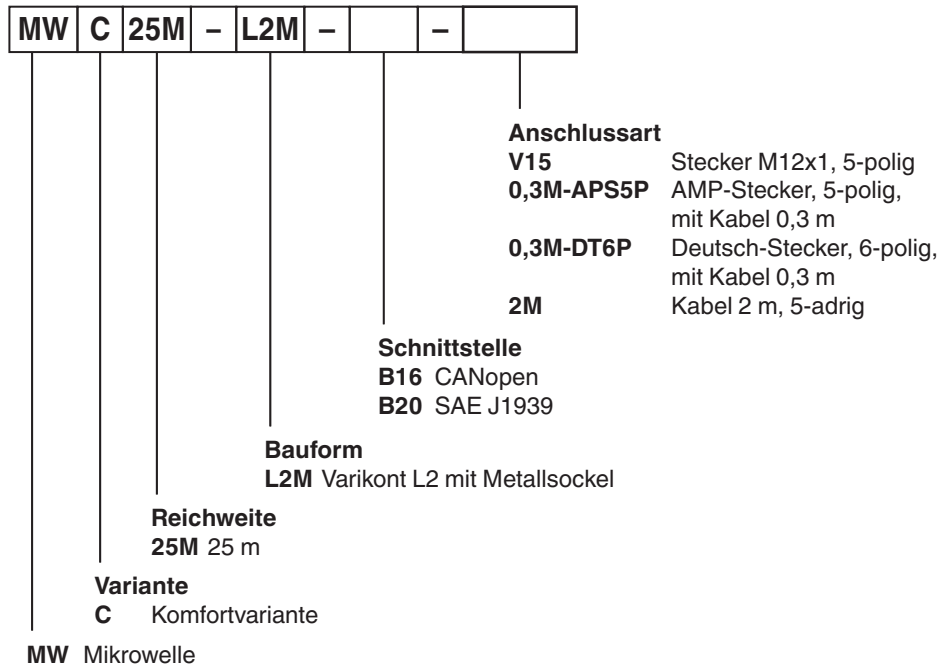 MW C 25M – L2M – –
Anschlussart
V15 Stecker M12x1, 5-polig
0,3M-APS5P AMP-Stecker, 5-polig,
mit Kabel 0,3 m
0,3M-DT6P Deutsch-Stecker, 6-polig,
mit Kabel 0,3 m
2M Kabel 2 m, 5-adrig
Schnittstelle
B16 CANopen
B20 SAE J1939
Bauform
L2M Varikont L2 mit Metallsockel
Reichweite
25M 25 m
Variante
C Komfortvariante
MW Mikrowelle